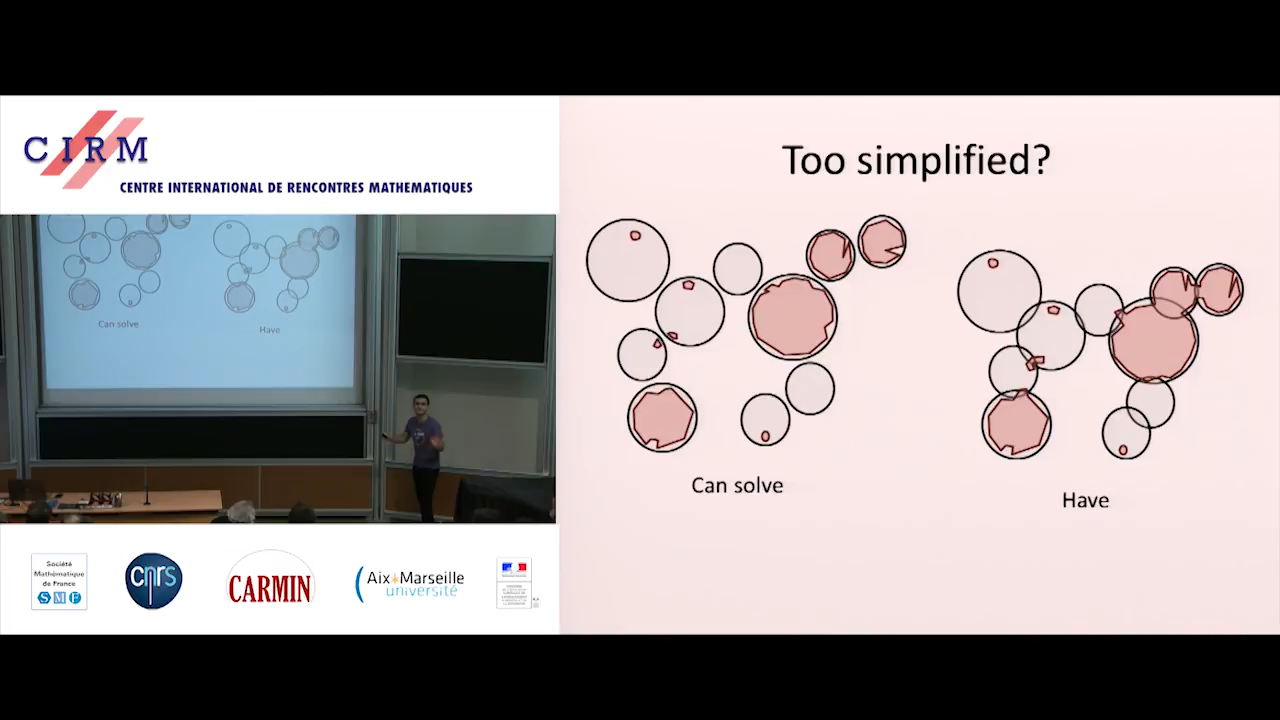 CIRM
CENTRE INTERNATIONAL DE RENCONTRES MATHEMATIQUES
Too simplified?
Can solve
Have
Can solve
Have
Société
Mathématique
de France
SMF
cnrs
CARMIN
Aix*Marseille
université